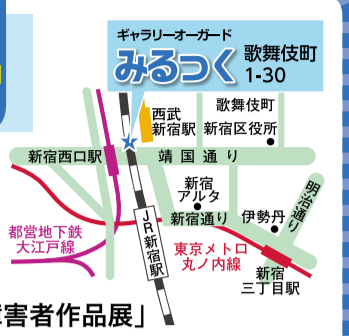 ギャラリーオーガード
みるつく
歌舞伎町
1-30
西武
新宿駅
歌舞伎町
新宿区役所
新宿西口駅
靖国通り
新宿
アルタ
新宿通り
伊勢丹
明治通り
JR新宿駅
都営地下鉄
大江戸線
東京メトロ
丸ノ内線
新宿
三丁目駅
害者作品展」